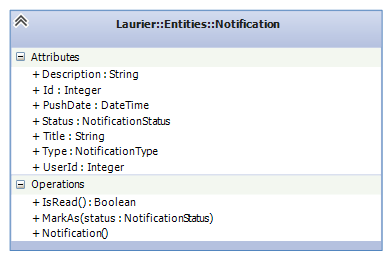 Laurier::Entities::Notification
Attributes
+ Description : String
+ Id : Integer
+ PushDate : DateTime
+ Status : NotificationStatus
+ Title : String
+ Type : NotificationType
+ UserId : Integer
Operations
+ IsRead() : Boolean
+ MarkAs(status : NotificationStatus)
+ Notification()